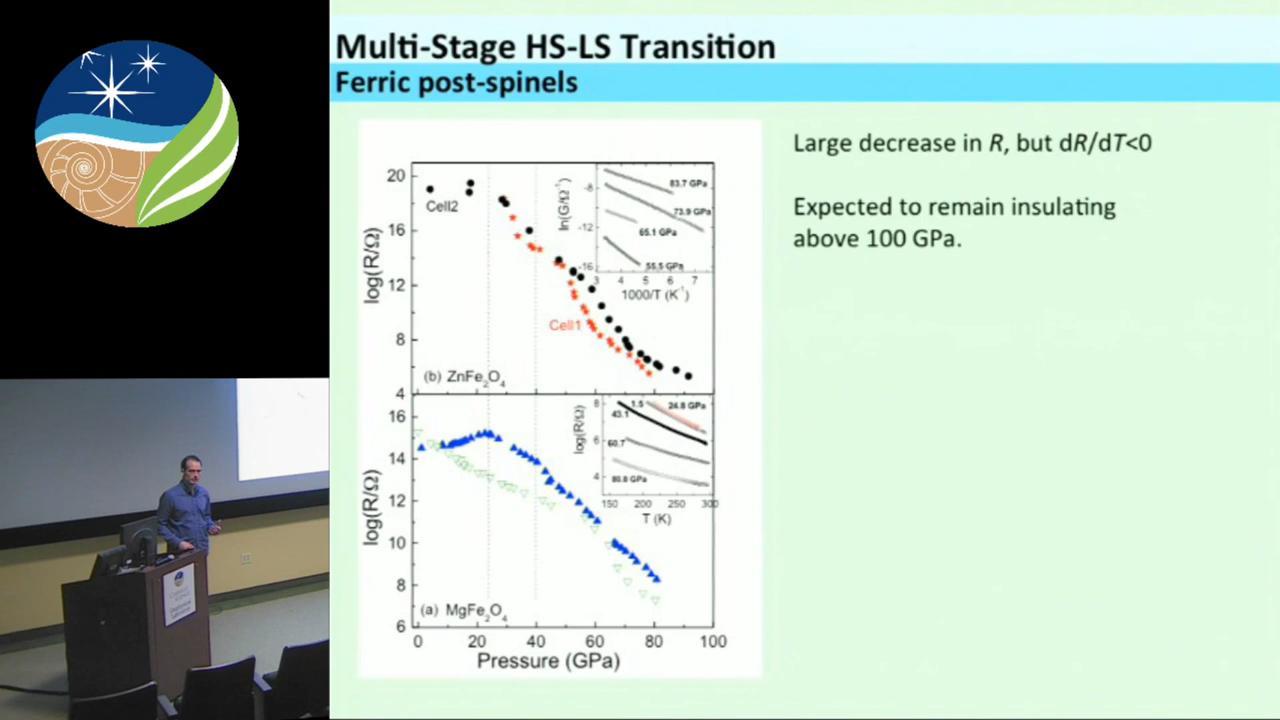 Multi-Stage HS-LS Transition
Ferric post-spinels
Large decrease in R, but dR/dT<0
Expected to remain insulating
above 100 GPa.
20
16
12
8
4
log(R/Ω)
Cell2
Cell1
(b) ZnFe₂O₄
-8
-12
-16
ln(G/Ω⁻¹)
83.7 GPa
73.9 GPa
65.1 GPa
55.5 GPa
3 4 5 6 7
1000/T (K⁻¹)
16
14
12
10
8
6
log(R/Ω)
(a) MgFe₂O₄
8
6
4
log(R/Ω)
1.5
24.8 GPa
43.1
60.7
80.8 GPa
150 200 250 300
T (K)
0 20 40 60 80 100
Pressure (GPa)